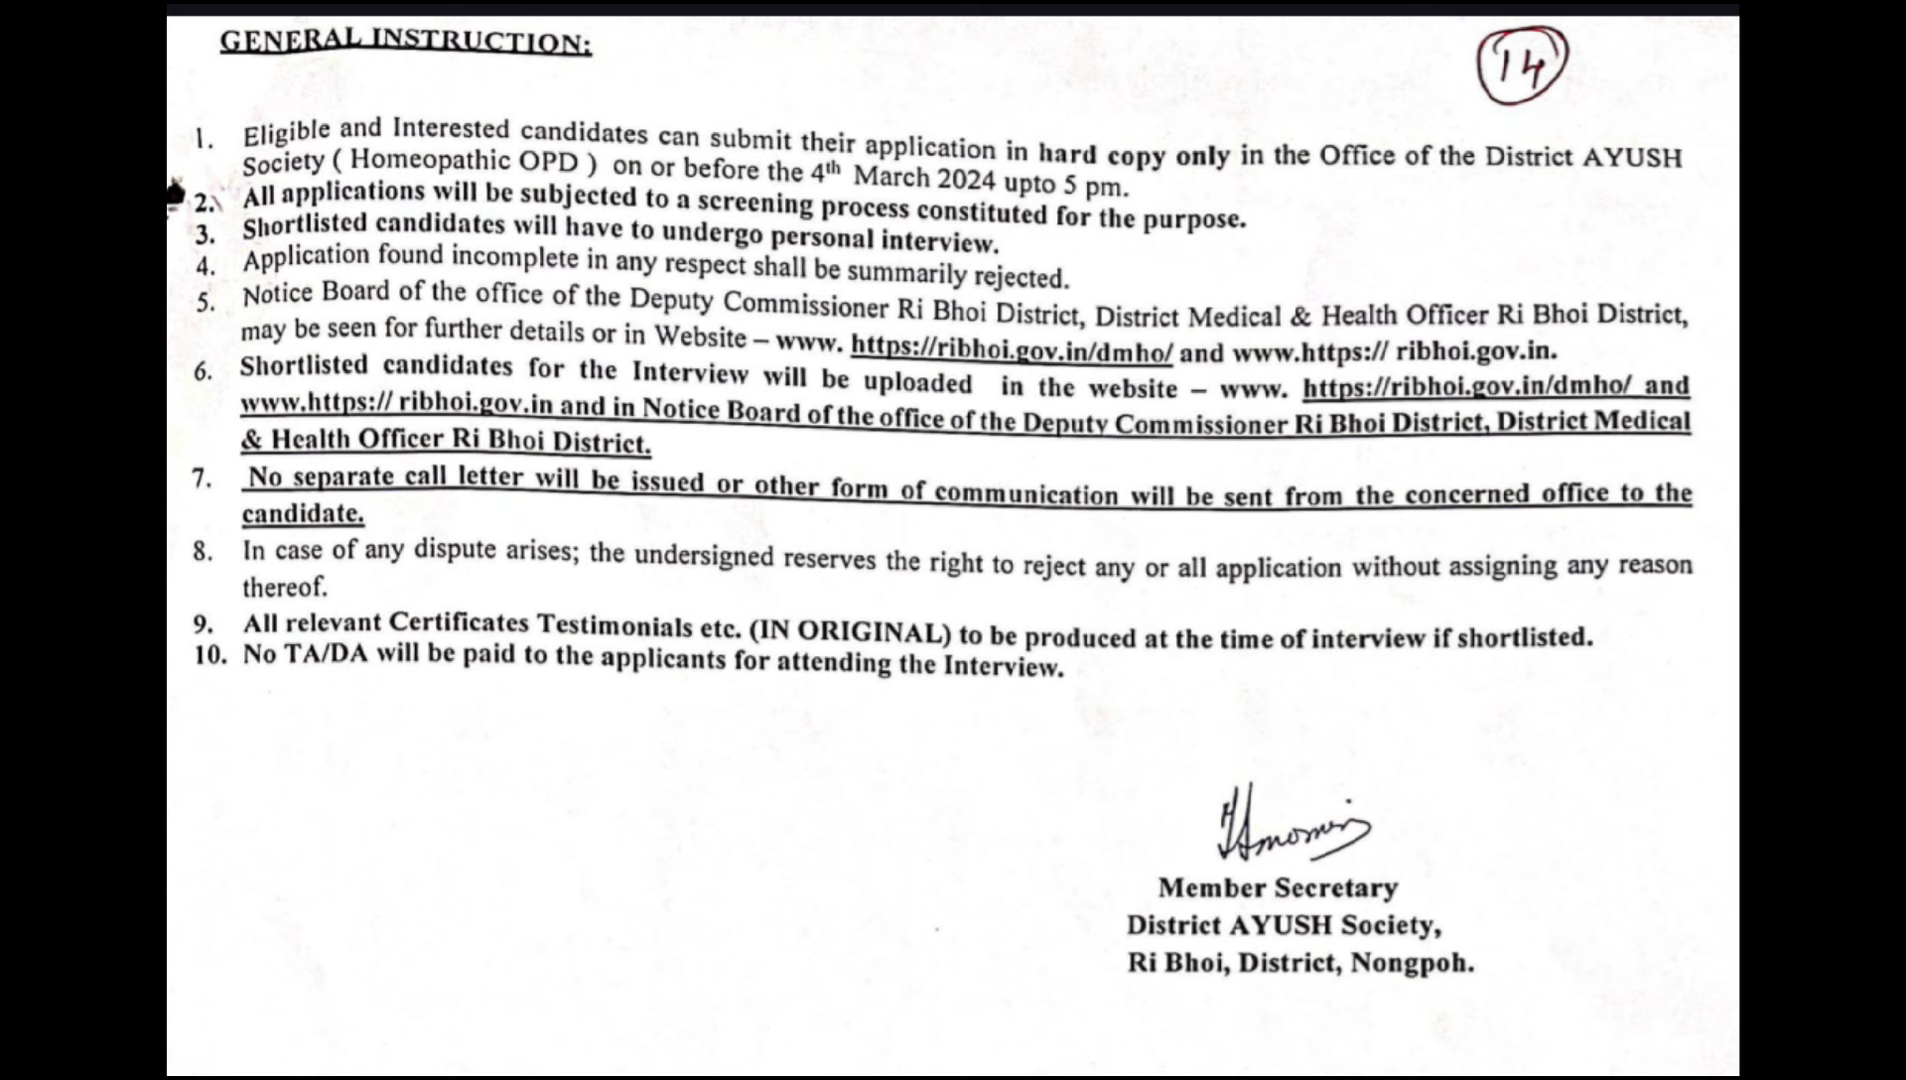 GENERAL INSTRUCTION:
14
1. Eligible and Interested candidates can submit their application in hard copy only in the Office of the District AYUSH
Society ( Homeopathic OPD ) on or before the 4th March 2024 upto 5 pm.
2. All applications will be subjected to a screening process constituted for the purpose.
3. Shortlisted candidates will have to undergo personal interview.
4. Application found incomplete in any respect shall be summarily rejected.
5. Notice Board of the office of the Deputy Commissioner Ri Bhoi District, District Medical & Health Officer Ri Bhoi District,
may be seen for further details or in Website – www. https://ribhoi.gov.in/dmho/ and www.https:// ribhoi.gov.in.
6. Shortlisted candidates for the Interview will be uploaded in the website – www. https://ribhoi.gov.in/dmho/ and
www.https:// ribhoi.gov.in and in Notice Board of the office of the Deputy Commissioner Ri Bhoi District, District Medical
& Health Officer Ri Bhoi District.
7. No separate call letter will be issued or other form of communication will be sent from the concerned office to the
candidate.
8. In case of any dispute arises; the undersigned reserves the right to reject any or all application without assigning any reason
thereof.
9. All relevant Certificates Testimonials etc. (IN ORIGINAL) to be produced at the time of interview if shortlisted.
10. No TA/DA will be paid to the applicants for attending the Interview.
Member Secretary
District AYUSH Society,
Ri Bhoi, District, Nongpoh.